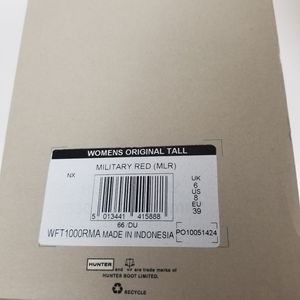 WOMENS ORIGINAL TALL
NX
MILITARY RED (MLR)
UK
6
US
8
EU
39
5 013441 415888
66 /DU
WFT1000RMA MADE IN INDONESIA
PO10051424
HUNTER and are trade marks of
HUNTER BOOT LIMITED.
RECYCLE